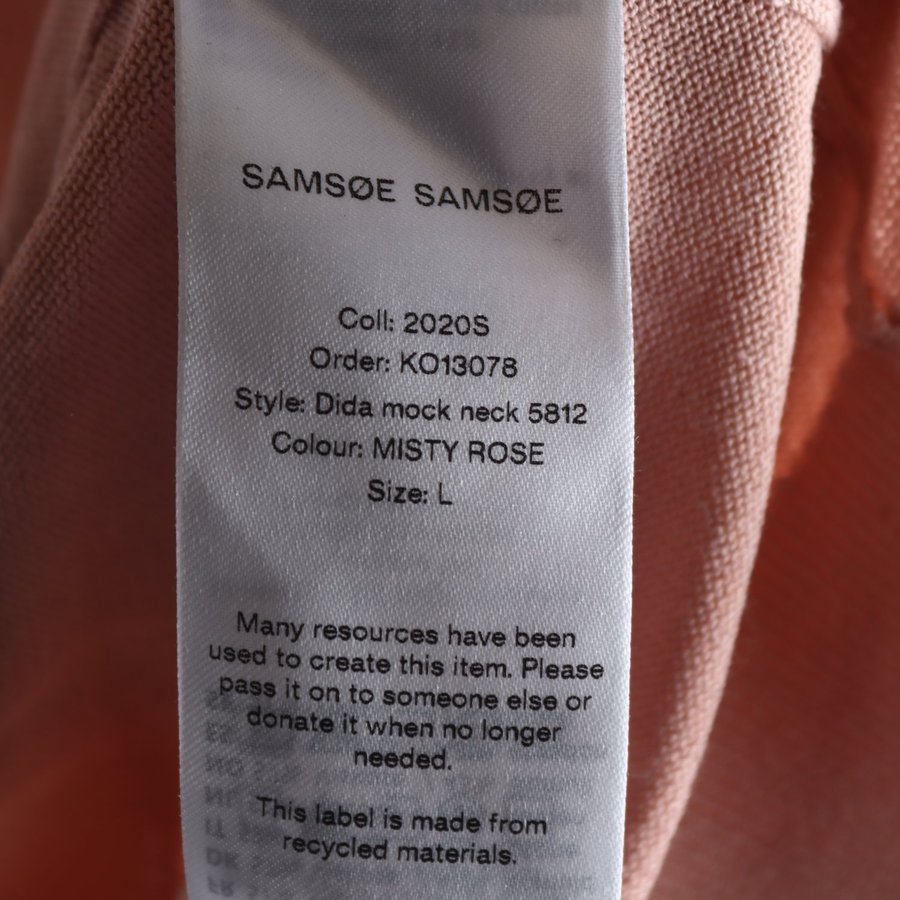 SAMSØE SAMSØE
Coll: 2020S
Order: KO13078
Style: Dida mock neck 5812
Colour: MISTY ROSE
Size: L
Many resources have been
used to create this item. Please
pass it on to someone else or
donate it when no longer
needed.
This label is made from
recycled materials.